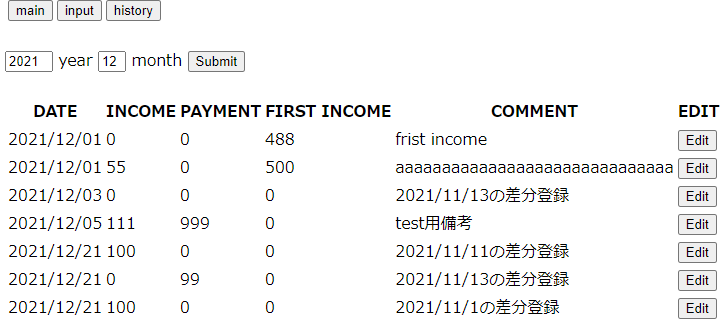 main input history
2021 year 12 month Submit
DATE INCOME PAYMENT FIRST INCOME COMMENT EDIT
2021/12/01 0 0 488 frist income Edit
2021/12/01 55 0 500 aaaaaaaaaaaaaaaaaaaaaaaaaaaaaa Edit
2021/12/03 0 0 0 2021/11/13の差分登録 Edit
2021/12/05 111 999 0 test用備考 Edit
2021/12/21 100 0 0 2021/11/11の差分登録 Edit
2021/12/21 0 99 0 2021/11/13の差分登録 Edit
2021/12/21 100 0 0 2021/11/1の差分登録 Edit